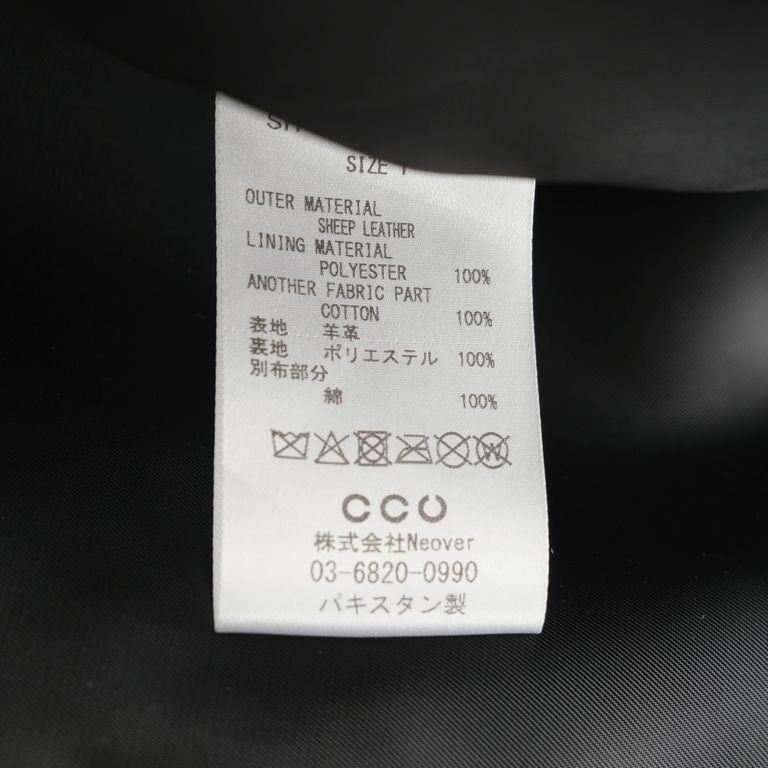 SIZE
OUTER MATERIAL
SHEEP LEATHER
LINING MATERIAL
POLYESTER 100%
ANOTHER FABRIC PART
COTTON 100%
表地 羊革
裏地 ポリエステル 100%
別布部分
綿 100%
CCU
株式会社Neover
03-6820-0990
パキスタン製